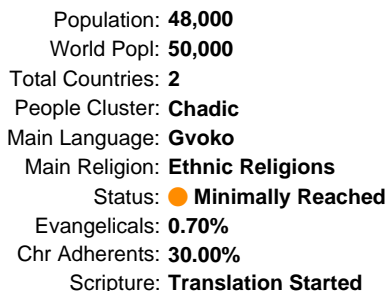 Population: 48,000
World Popl: 50,000
Total Countries: 2
People Cluster: Chadic
Main Language: Gvoko
Main Religion: Ethnic Religions
Status: Minimally Reached
Evangelicals: 0.70%
Chr Adherents: 30.00%
Scripture: Translation Started